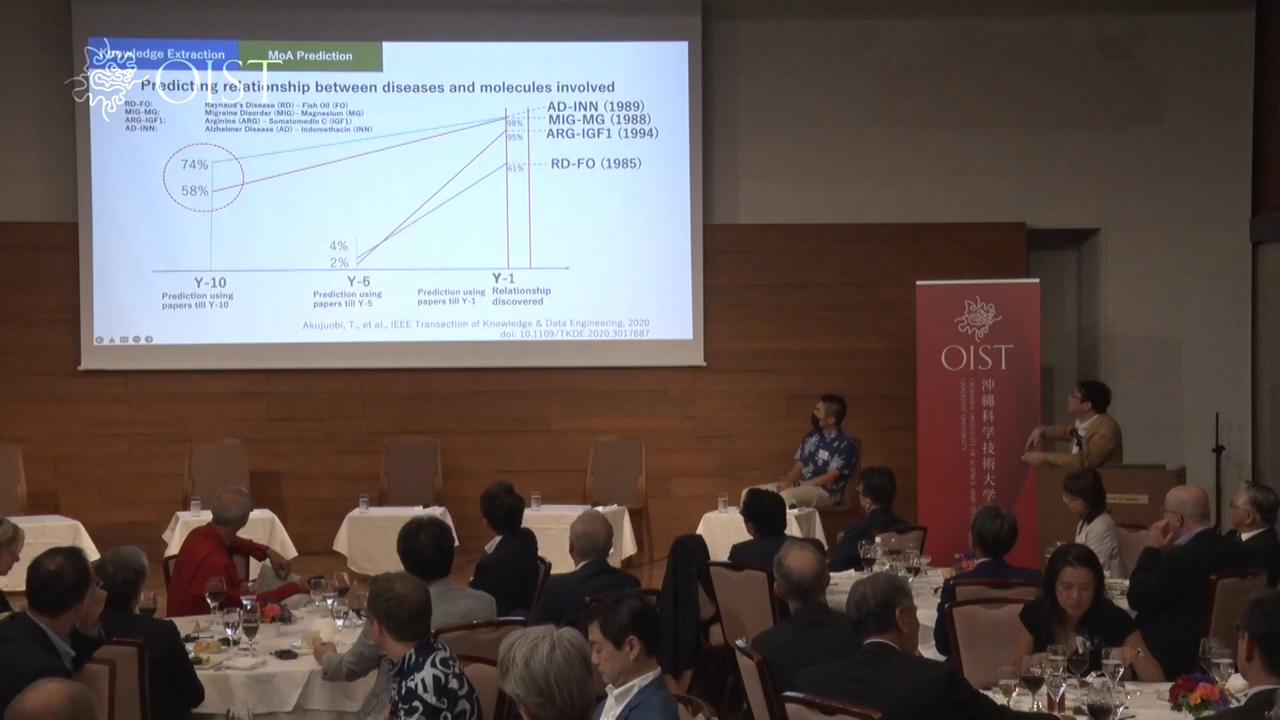 Knowledge Extraction
MoA Prediction
OIST
Predicting relationship between diseases and molecules involved
RD-FO: Raynaud's Disease (RD) – Fish Oil (FO)
MIG-MG: Migraine Disorder (MIG)– Magnesium (MG)
ARG-IGF1: Arginine (ARG) – Somatomedin C (IGF1)
AD-INN: Alzheimer Disease (AD) – Indomethacin (INN)
AD-INN (1989)
MIG-MG (1988)
ARG-IGF1 (1994)
RD-FO (1985)
98%
95%
61%
74%
58%
4%
2%
Y-10
Prediction using
papers till Y-10
Y-5
Prediction using
papers till Y-5
Prediction using
papers till Y-1
Y-1
Relationship
discovered
Akujuobi, T., et al., IEEE Transaction of Knowledge & Data Engineering, 2020
doi: 10.1109/TKDE.2020.3017687
OIST
沖縄科学技術大学